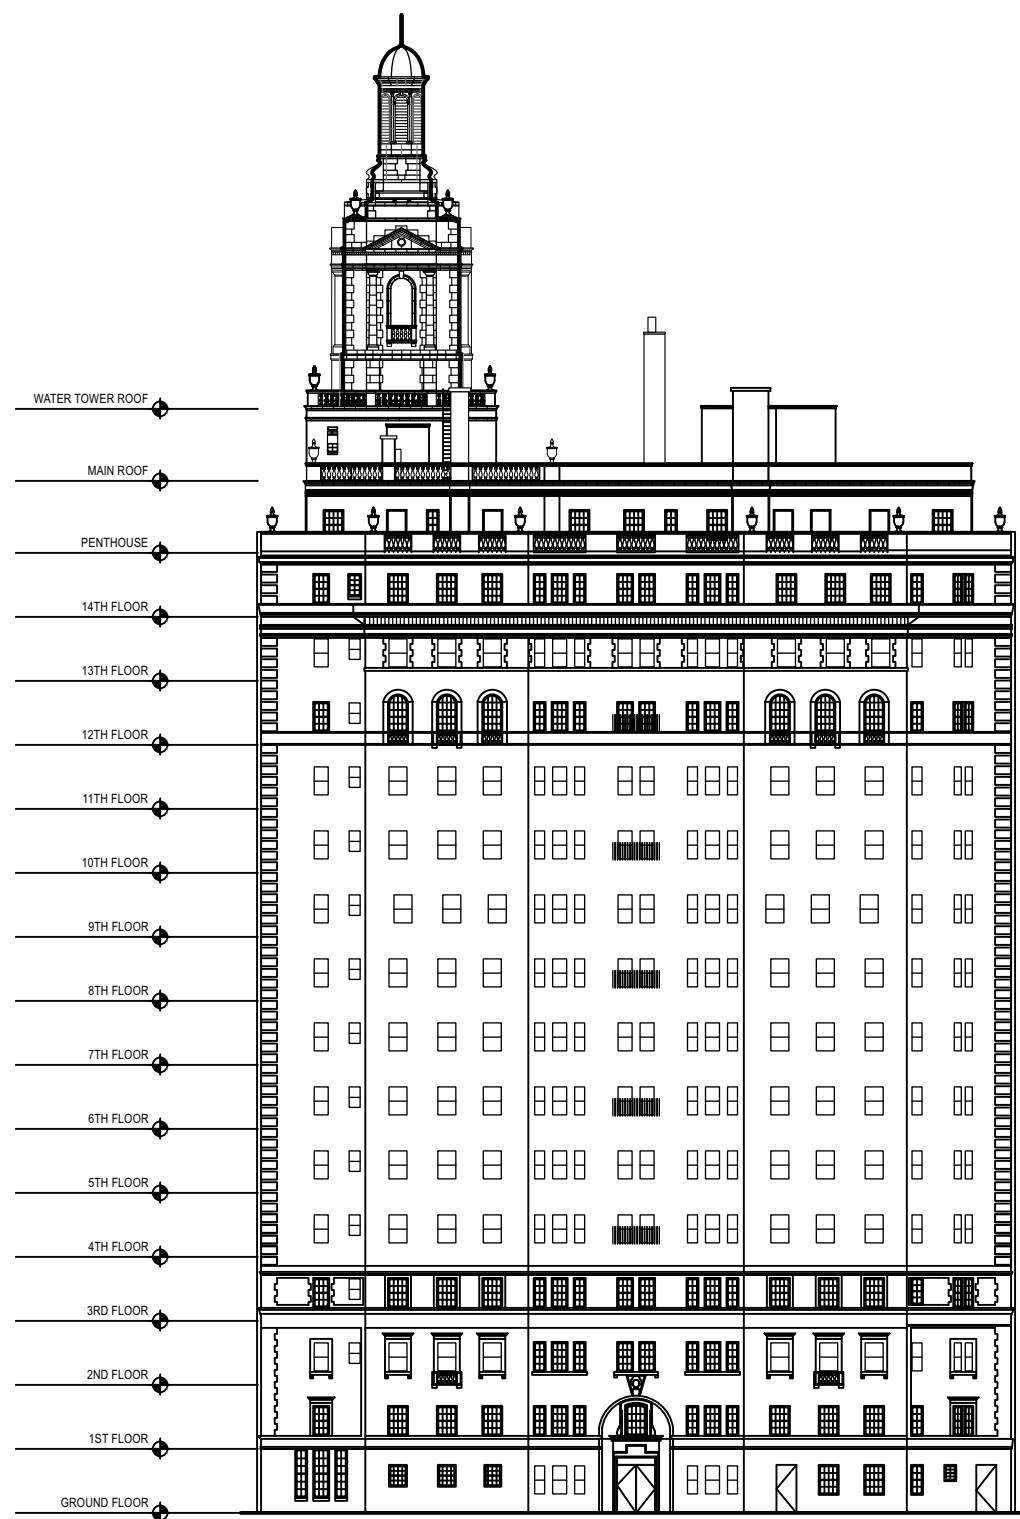 WATER TOWER ROOF
MAIN ROOF
PENTHOUSE
14TH FLOOR
13TH FLOOR
12TH FLOOR
11TH FLOOR
10TH FLOOR
9TH FLOOR
8TH FLOOR
7TH FLOOR
6TH FLOOR
5TH FLOOR
4TH FLOOR
3RD FLOOR
2ND FLOOR
1ST FLOOR
GROUND FLOOR